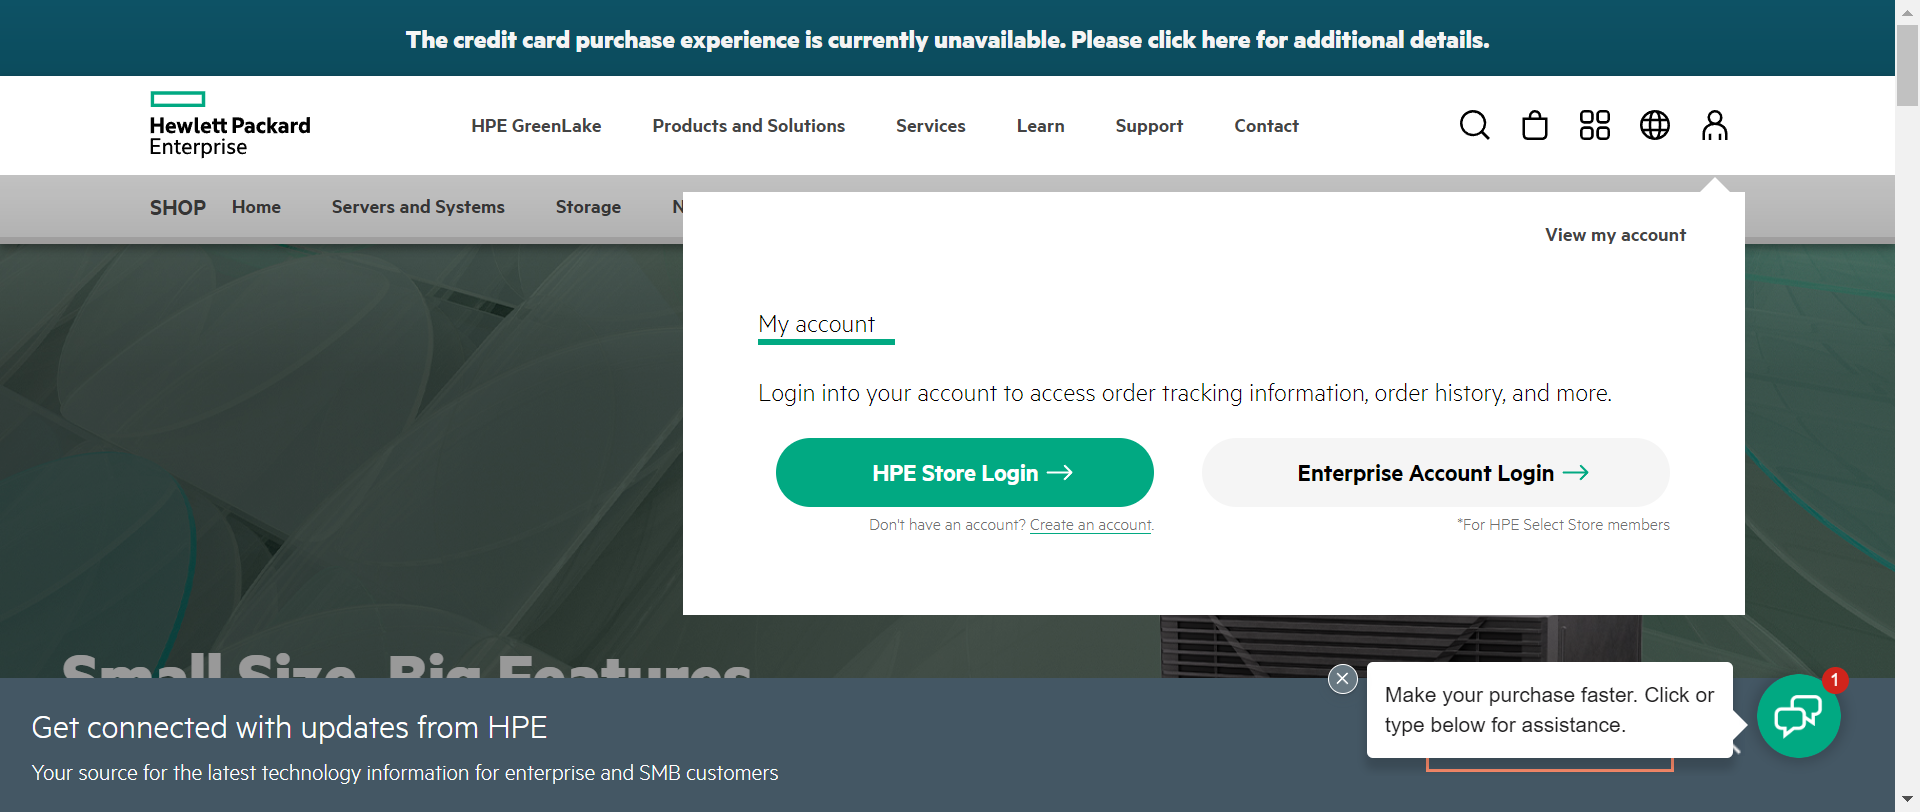 The credit card purchase experience is currently unavailable. Please click here for additional details.
Hewlett Packard
Enterprise
HPE GreenLake
Products and Solutions
Services
Learn
Support
Contact
SHOP
Home
Servers and Systems
Storage
N
View my account
My account
Login into your account to access order tracking information, order history, and more.
HPE Store Login
Enterprise Account Login
Don't have an account? Create an account.
*For HPE Select Store members
Small Size, Big Features
Get connected with updates from HPE
Your source for the latest technology information for enterprise and SMB customers
Make your purchase faster. Click or
type below for assistance.
1